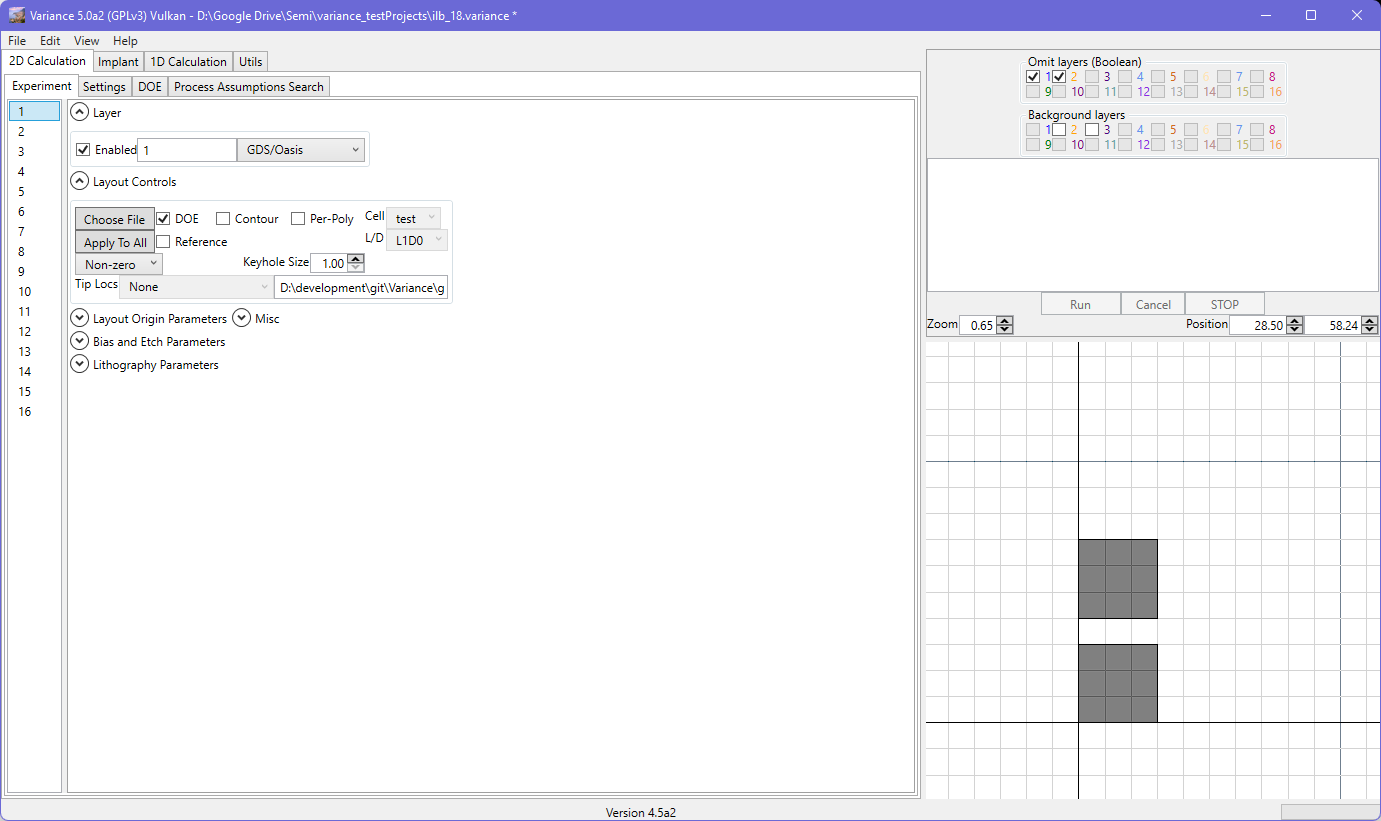 Variance 5.0a2 (GPLv3) Vulkan - D:\Google Drive\Semi\variance_testProjects\ilb_18.variance *
File Edit View Help
2D Calculation Implant 1D Calculation Utils
Experiment Settings DOE Process Assumptions Search
1
2
3
4
5
6
7
8
9
10
11
12
13
14
15
16
Layer
Enabled 1 GDS/Oasis
Layout Controls
Choose File DOE Contour Per-Poly Cell test
Apply To All Reference L/D L1D0
Non-zero Keyhole Size 1.00
Tip Locs None D:\development\git\Variance\g
Layout Origin Parameters Misc
Bias and Etch Parameters
Lithography Parameters
Omit layers (Boolean)
1 2 3 4 5 6 7 8
9 10 11 12 13 14 15 16
Background layers
1 2 3 4 5 6 7 8
9 10 11 12 13 14 15 16
Run Cancel STOP
Zoom 0.65 Position 28.50 58.24
Version 4.5a2